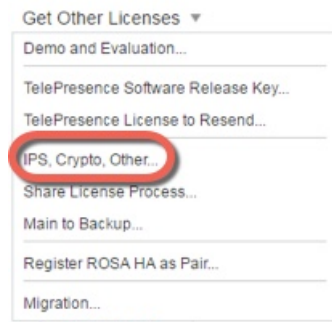 Get Other Licenses ▼
Demo and Evaluation...
TelePresence Software Release Key...
TelePresence License to Resend...
IPS, Crypto, Other...
Share License Process...
Main to Backup...
Register ROSA HA as Pair...
Migration...